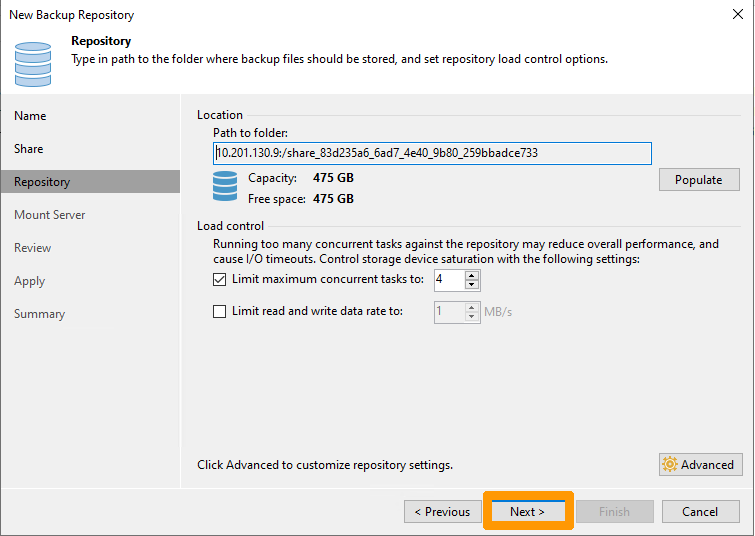 New Backup Repository
Repository
Type in path to the folder where backup files should be stored, and set repository load control options.
Name
Share
Repository
Mount Server
Review
Apply
Summary
Location
Path to folder:
10.201.130.9:/share_83d235a6_6ad7_4e40_9b80_259bbadce733
Capacity: 475 GB
Free space: 475 GB
Populate
Load control
Running too many concurrent tasks against the repository may reduce overall performance, and
cause I/O timeouts. Control storage device saturation with the following settings:
Limit maximum concurrent tasks to: 4
Limit read and write data rate to: 1 MB/s
Click Advanced to customize repository settings.
Advanced
< Previous
Next >
Finish
Cancel